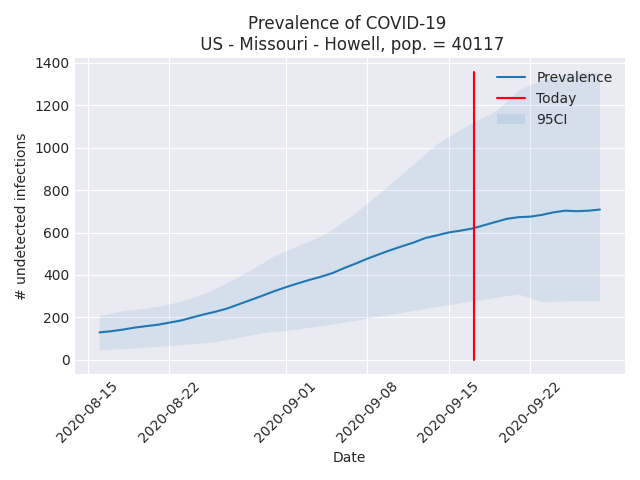 Prevalence of COVID-19
US - Missouri - Howell, pop. = 40117
Prevalence
Today
95CI
# undetected infections
1400
1200
1000
800
600
400
200
0
2020-08-15
2020-08-22
2020-09-01
2020-09-08
2020-09-15
2020-09-22
Date